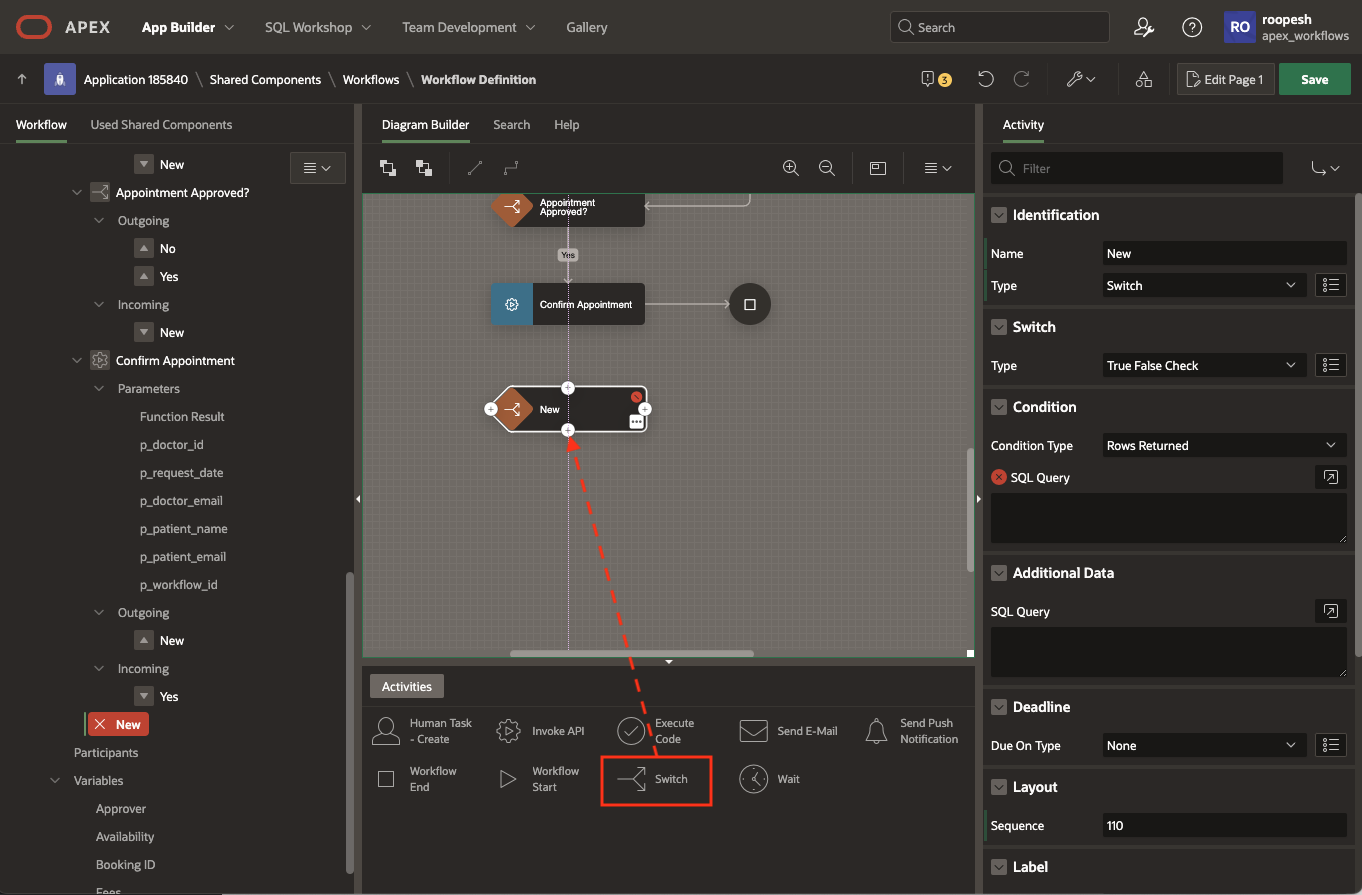 APEX
App Builder
SQL Workshop
Team Development
Gallery
Search
RO
roopesh
apex_workflows
Application 185840 \ Shared Components \ Workflows \ Workflow Definition
3
Edit Page 1
Save
Workflow
Used Shared Components
New
Appointment Approved?
Outgoing
No
Yes
Incoming
New
Confirm Appointment
Parameters
Function Result
p_doctor_id
p_request_date
p_doctor_email
p_patient_name
p_patient_email
p_workflow_id
Outgoing
New
Incoming
Yes
New
Participants
Variables
Approver
Availability
Booking ID
Fees
Diagram Builder
Search
Help
Appointment
Approved?
Yes
Confirm Appointment
New
Activities
Human Task
- Create
Invoke API
Execute
Code
Send E-Mail
Send Push
Notification
Workflow
End
Workflow
Start
Switch
Wait
Activity
Filter
Identification
Name
New
Type
Switch
Switch
Type
True False Check
Condition
Condition Type
Rows Returned
SQL Query
Additional Data
SQL Query
Deadline
Due On Type
None
Layout
Sequence
110
Label